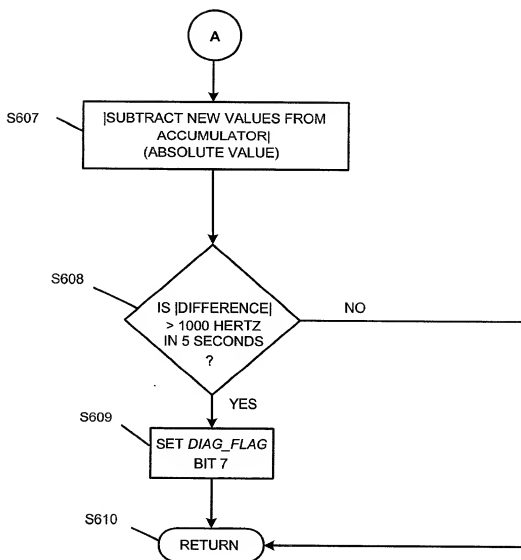 A
S607
|SUBTRACT NEW VALUES FROM
ACCUMULATOR|
(ABSOLUTE VALUE)
S608
IS |DIFFERENCE|
> 1000 HERTZ
IN 5 SECONDS
?
NO
YES
S609
SET DIAG_FLAG
BIT 7
S610
RETURN